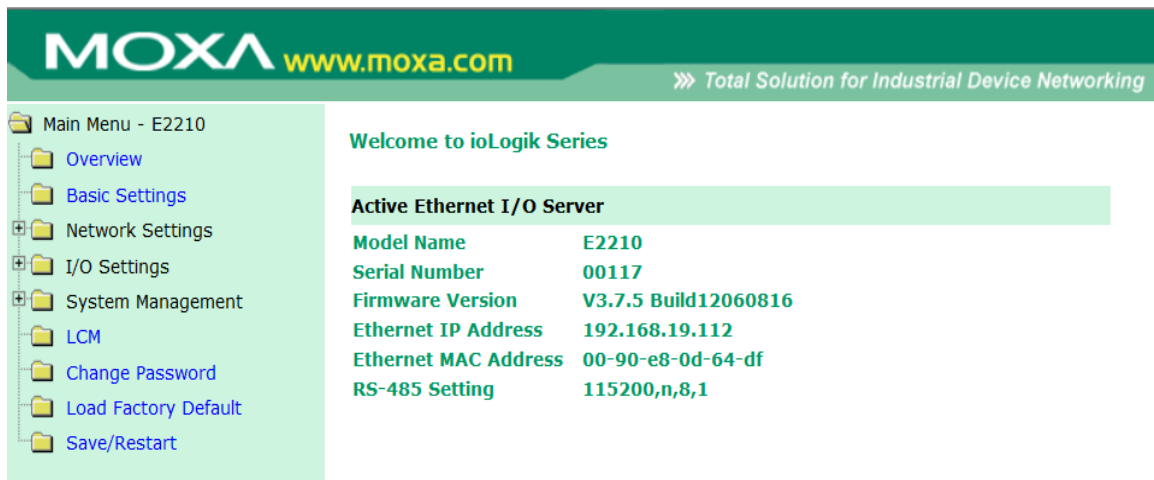 MOXA www.moxa.com
Total Solution for Industrial Device Networking
Main Menu - E2210
Overview
Basic Settings
Network Settings
I/O Settings
System Management
LCM
Change Password
Load Factory Default
Save/Restart
Welcome to ioLogik Series
Active Ethernet I/O Server
Model Name E2210
Serial Number 00117
Firmware Version V3.7.5 Build12060816
Ethernet IP Address 192.168.19.112
Ethernet MAC Address 00-90-e8-0d-64-df
RS-485 Setting 115200,n,8,1